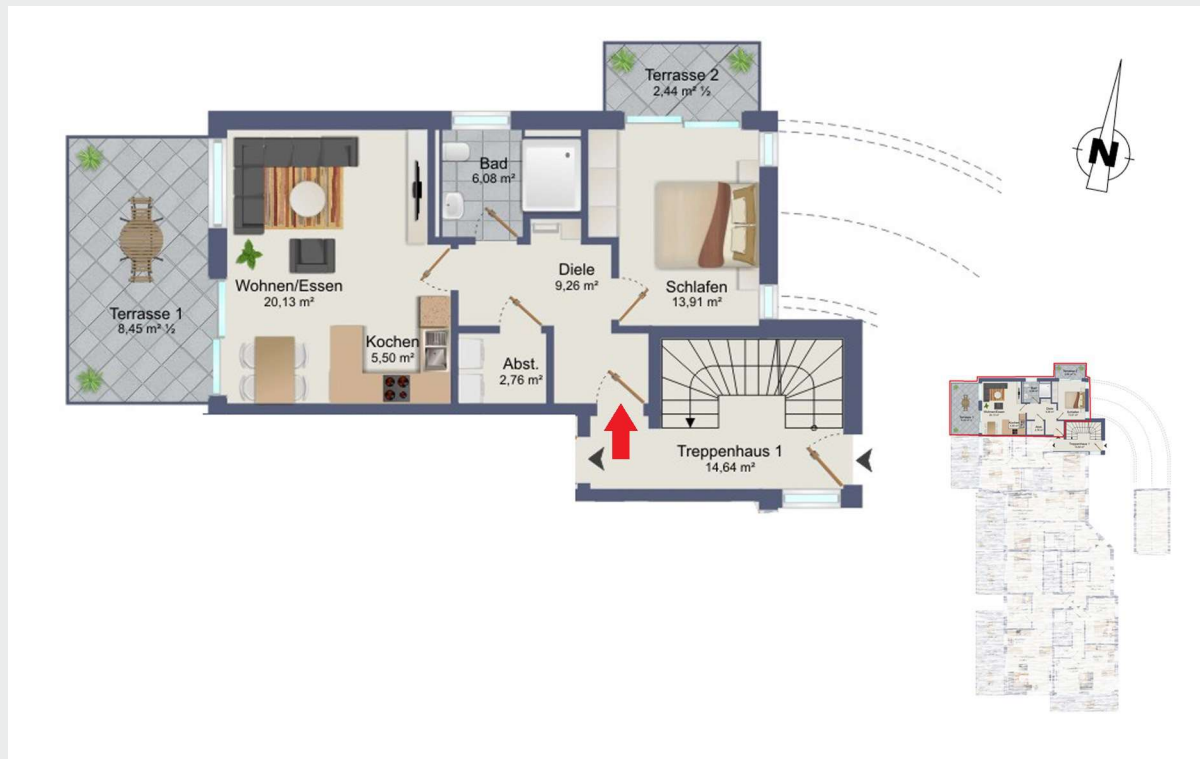 Terrasse 2
2,44 m² ½
Bad
6,08 m²
N
Diele
9,26 m²
Wohnen/Essen
20,13 m²
Schlafen
13,91 m²
Terrasse 1
8,45 m² ½
Kochen
5,50 m²
Abst.
2,76 m²
Treppenhaus 1
14,64 m²